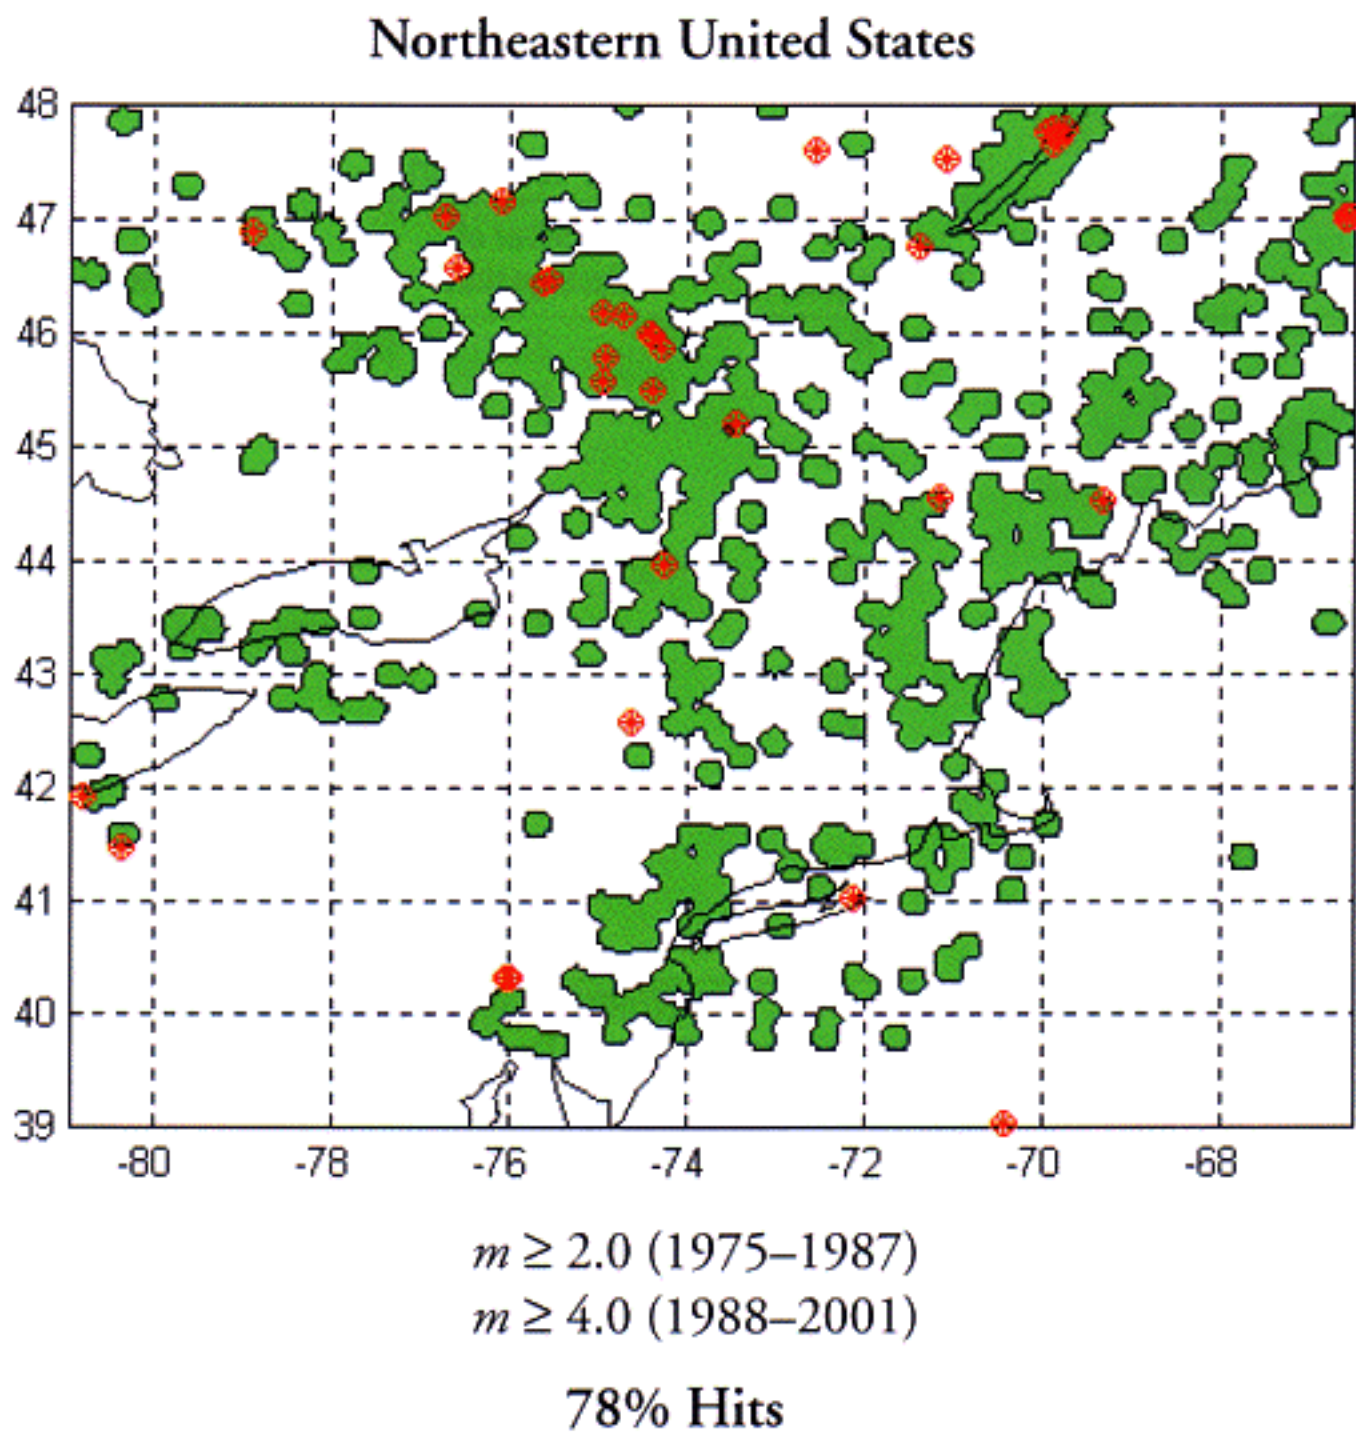 Northeastern United States
48
47
46
45
44
43
42
41
40
39
-80 -78 -76 -74 -72 -70 -68
m ≥ 2.0 (1975–1987)
m ≥ 4.0 (1988–2001)
78% Hits